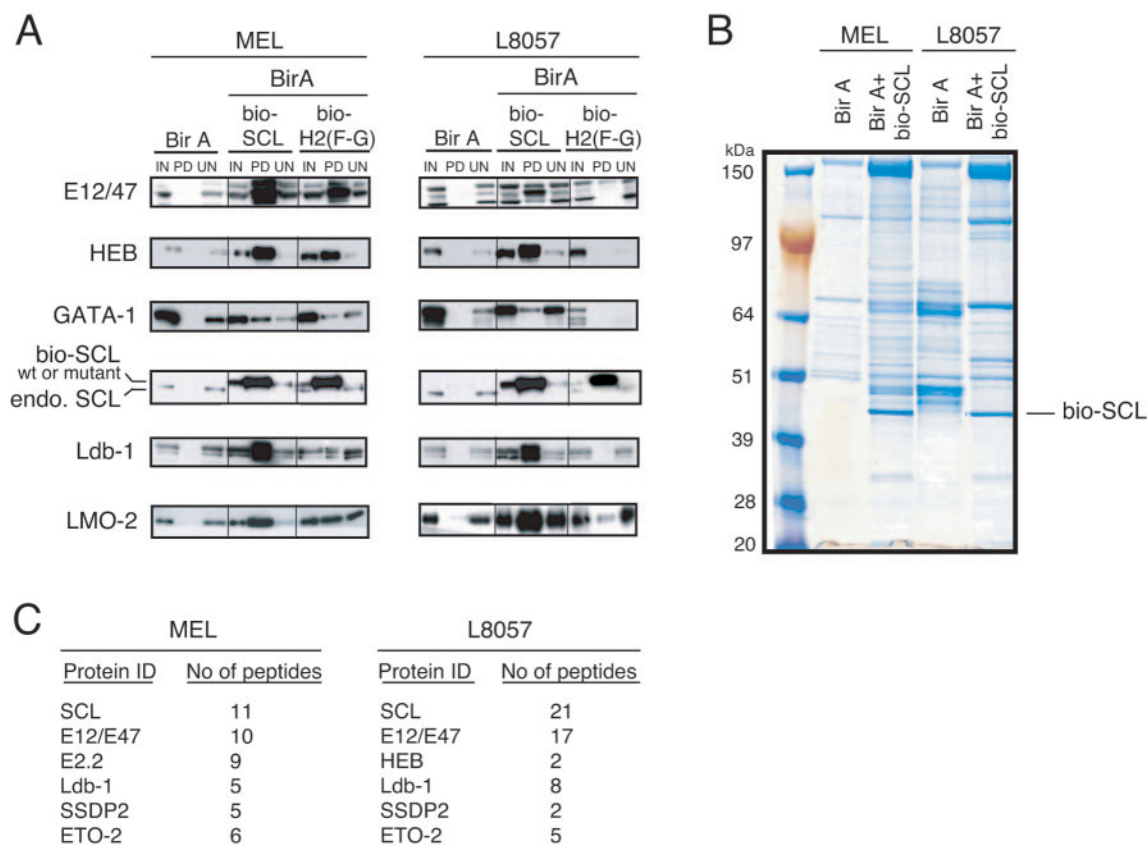 A
MEL
L8057
BirA
BirA
bio-
SCL
bio-
H2(F-G)
bio-
SCL
bio-
H2(F-G)
Bir A
Bir A
IN PD UN IN PD UN IN PD UN
IN PD UN IN PD UN IN PD UN
E12/47
HEB
GATA-1
bio-SCL
wt or mutant
endo. SCL
Ldb-1
LMO-2
B
MEL
L8057
Bir A
Bir A+
bio-SCL
Bir A
Bir A+
bio-SCL
kDa
150
97
64
51
39
28
20
bio-SCL
C
MEL
L8057
Protein ID No of peptides
Protein ID No of peptides
SCL 11
SCL 21
E12/E47 10
E12/E47 17
E2.2 9
HEB 2
Ldb-1 5
Ldb-1 8
SSDP2 5
SSDP2 2
ETO-2 6
ETO-2 5